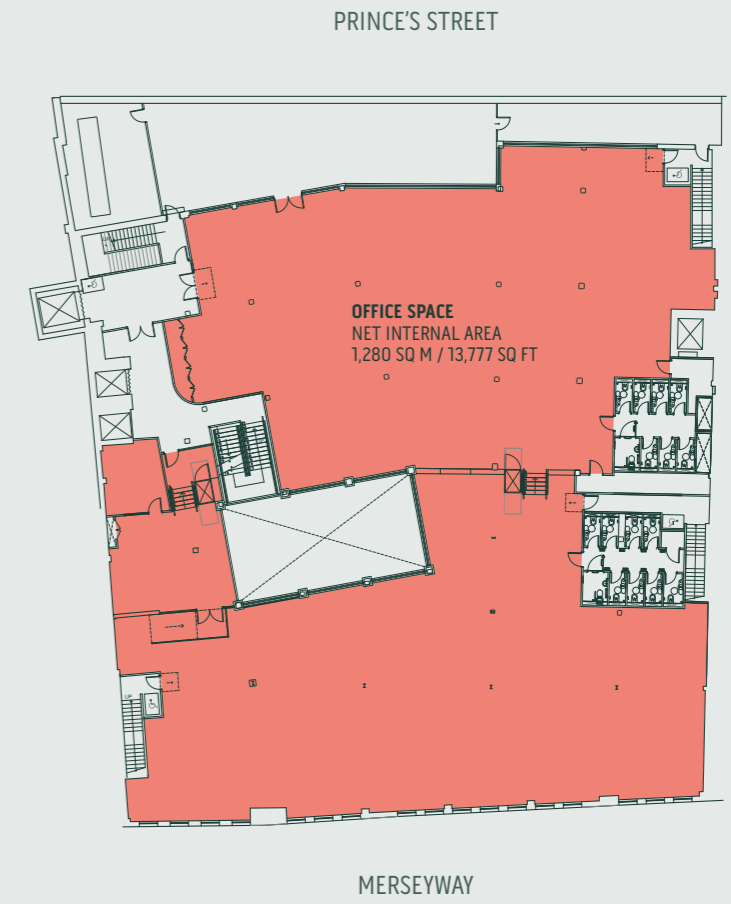 PRINCE'S STREET
OFFICE SPACE
NET INTERNAL AREA
1,280 SQ M / 13,777 SQ FT
UP
MERSEYWAY